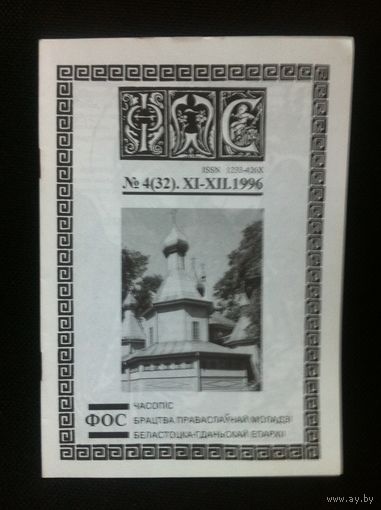 ФОС
ISSN 1233-426X
№ 4(32). XI-XII.1996
ЧАСОПІС
ФОС БРАЦТВА ПРАВАСЛАЎНАЙ МОЛАДЗІ
БЕЛАСТОЦКА-ГДАНЬСКАЙ ЕПАРХІІ
www.ay.by